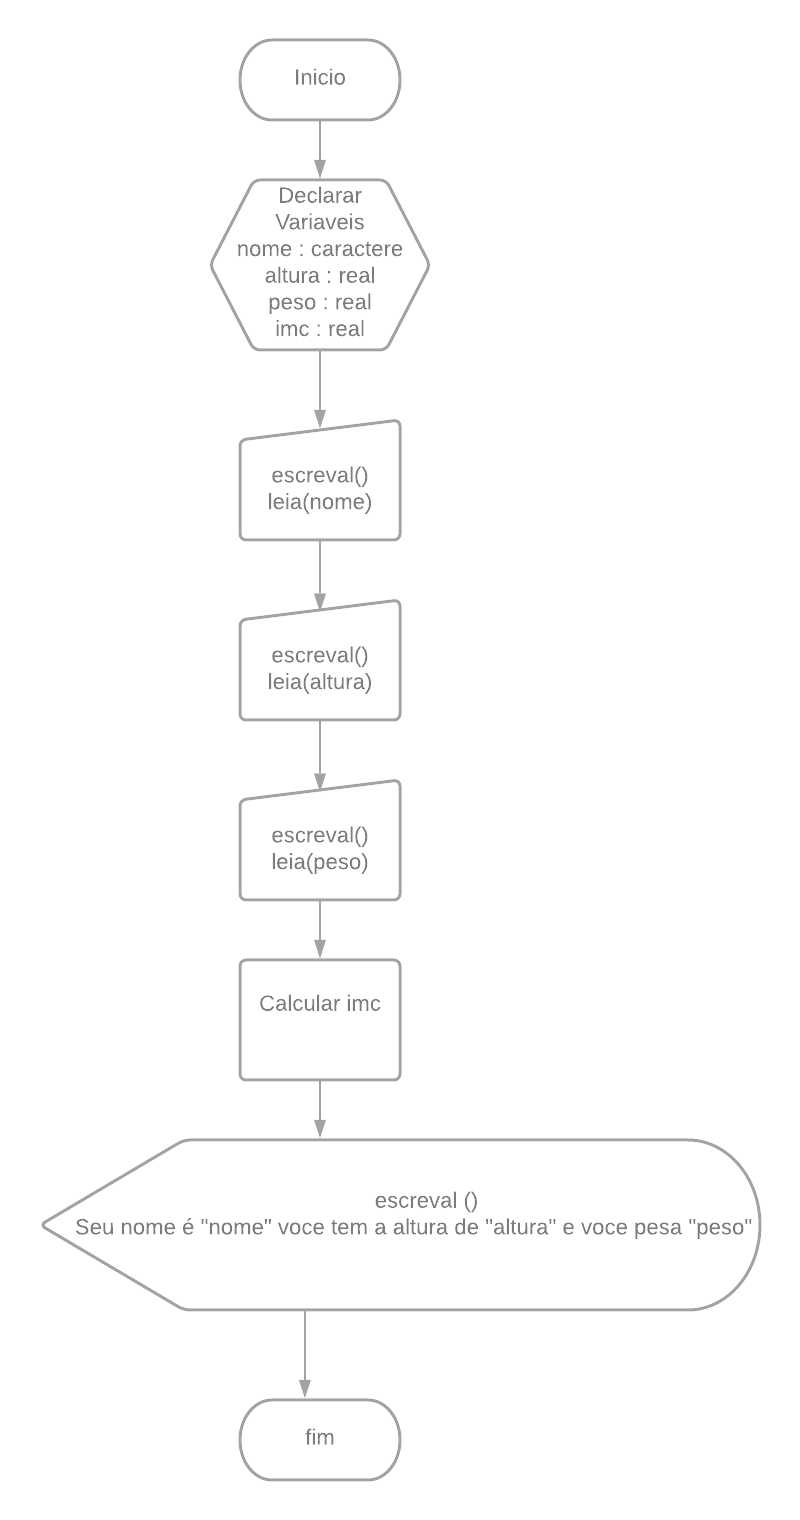 Inicio
Declarar
Variaveis
nome : caractere
altura : real
peso : real
imc : real
escreval()
leia(nome)
escreval()
leia(altura)
escreval()
leia(peso)
Calcular imc
escreval ()
Seu nome é "nome" voce tem a altura de "altura" e voce pesa "peso"
fim